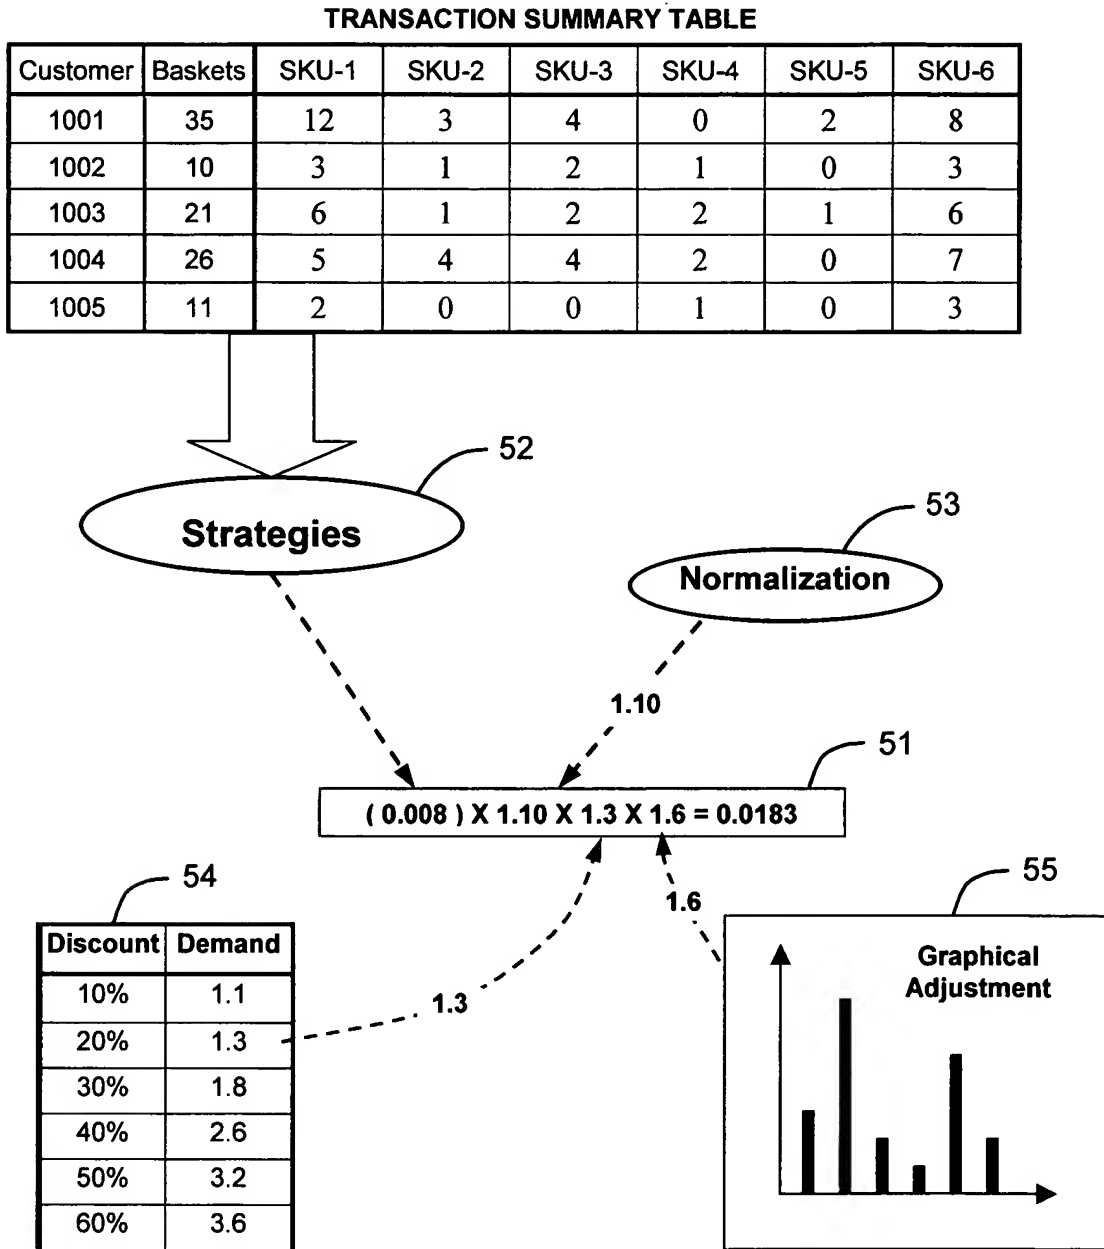 TRANSACTION SUMMARY TABLE
Customer Baskets SKU-1 SKU-2 SKU-3 SKU-4 SKU-5 SKU-6
1001 35 12 3 4 0 2 8
1002 10 3 1 2 1 0 3
1003 21 6 1 2 2 1 6
1004 26 5 4 4 2 0 7
1005 11 2 0 0 1 0 3
52
Strategies
53
Normalization
1.10
51
( 0.008 ) X 1.10 X 1.3 X 1.6 = 0.0183
54
55
1.6
1.3
Discount Demand
10% 1.1
20% 1.3
30% 1.8
40% 2.6
50% 3.2
60% 3.6
Graphical
Adjustment